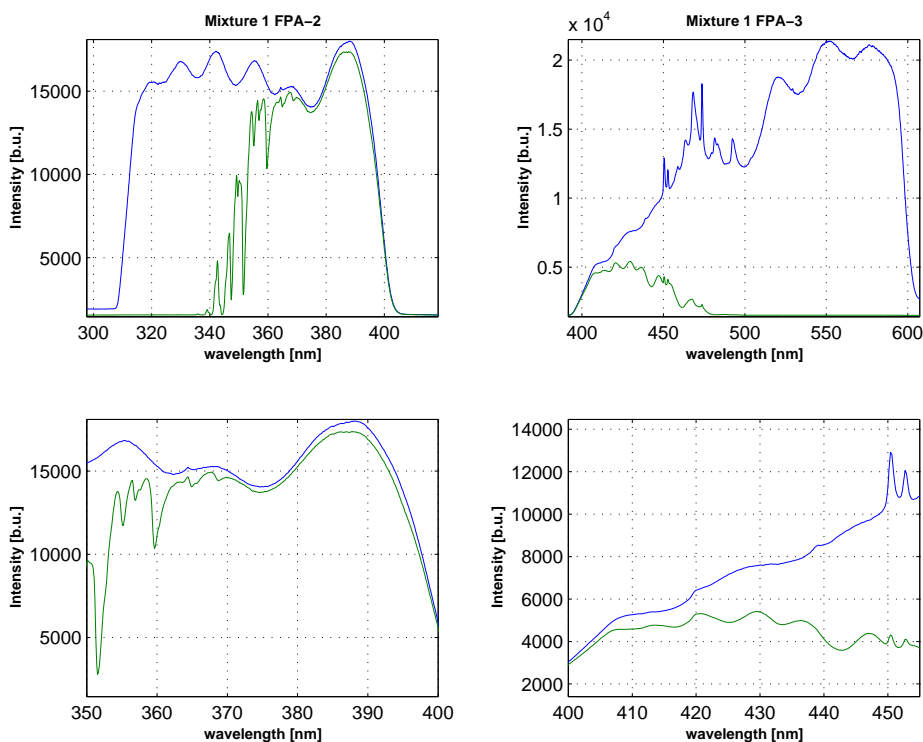 Mixture 1 FPA−2
Intensity [b.u.]
15000
10000
5000
300 320 340 360 380 400
wavelength [nm]
Mixture 1 FPA−3
x 10^4
Intensity [b.u.]
2
1.5
1
0.5
400 450 500 550 600
wavelength [nm]
Intensity [b.u.]
15000
10000
5000
350 360 370 380 390 400
wavelength [nm]
Intensity [b.u.]
14000
12000
10000
8000
6000
4000
2000
400 410 420 430 440 450
wavelength [nm]